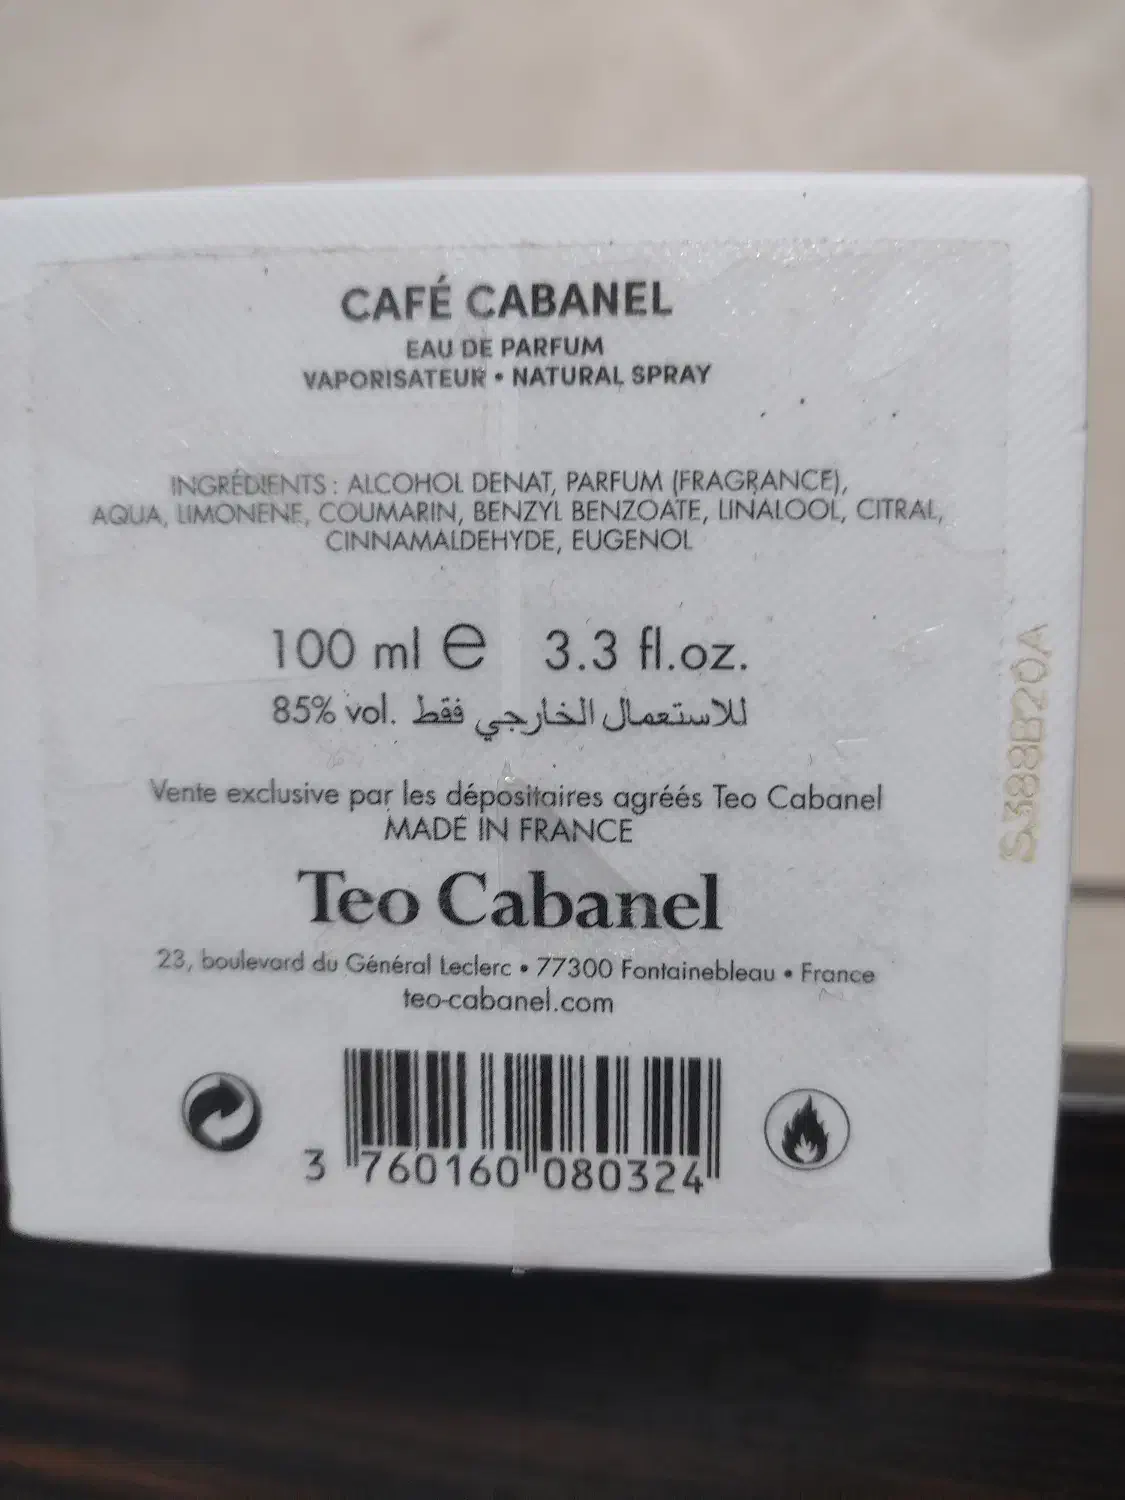 CAFÉ CABANEL
EAU DE PARFUM
VAPORISATEUR • NATURAL SPRAY
INGRÉDIENTS : ALCOHOL DENAT, PARFUM (FRAGRANCE),
AQUA, LIMONENE, COUMARIN, BENZYL BENZOATE, LINALOOL, CITRAL,
CINNAMALDEHYDE, EUGENOL
100 ml e 3.3 fl.oz.
85% vol. للاستعمال الخارجي فقط
Vente exclusive par les dépositaires agréés Teo Cabanel
MADE IN FRANCE
Teo Cabanel
23, boulevard du Général Leclerc • 77300 Fontainebleau • France
teo-cabanel.com
3 760160 080324
S388B20A